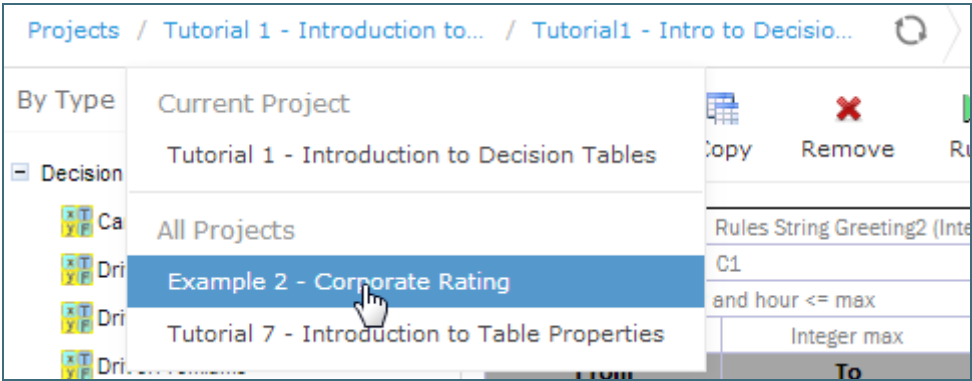 Projects / Tutorial 1 - Introduction to... / Tutorial1 - Intro to Decisio...
By Type
Current Project
Tutorial 1 - Introduction to Decision Tables
Copy Remove
Decision
All Projects
Rules String Greeting2 (Inte
Example 2 - Corporate Rating
C1
and hour <= max
Tutorial 7 - Introduction to Table Properties
Integer max
From To